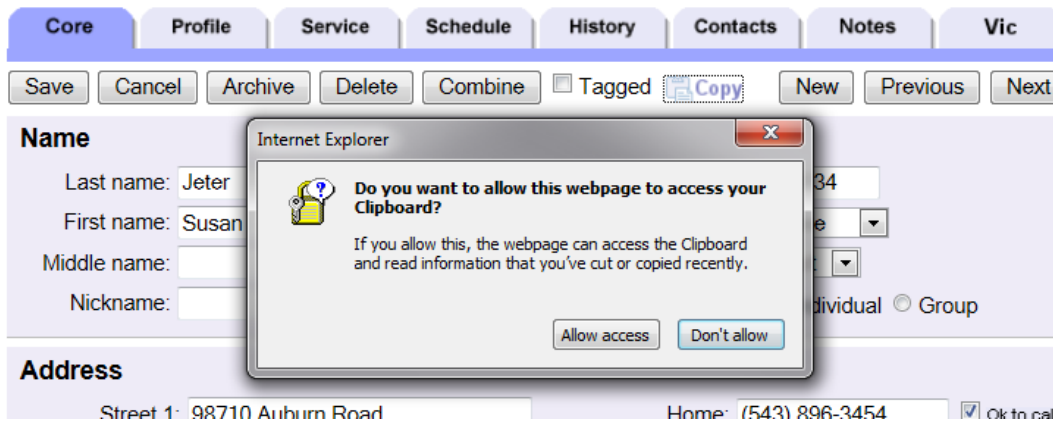 Core Profile Service Schedule History Contacts Notes Vic
Save Cancel Archive Delete Combine Tagged Copy New Previous Next
Name
Internet Explorer
Last name: Jeter
34
First name: Susan
e
Middle name:
Nickname:
dividual Group
Do you want to allow this webpage to access your
Clipboard?
If you allow this, the webpage can access the Clipboard
and read information that you've cut or copied recently.
Allow access Don't allow
Address
Street 1: 98710 Auburn Road Home: (543) 896-3454 Ok to cal